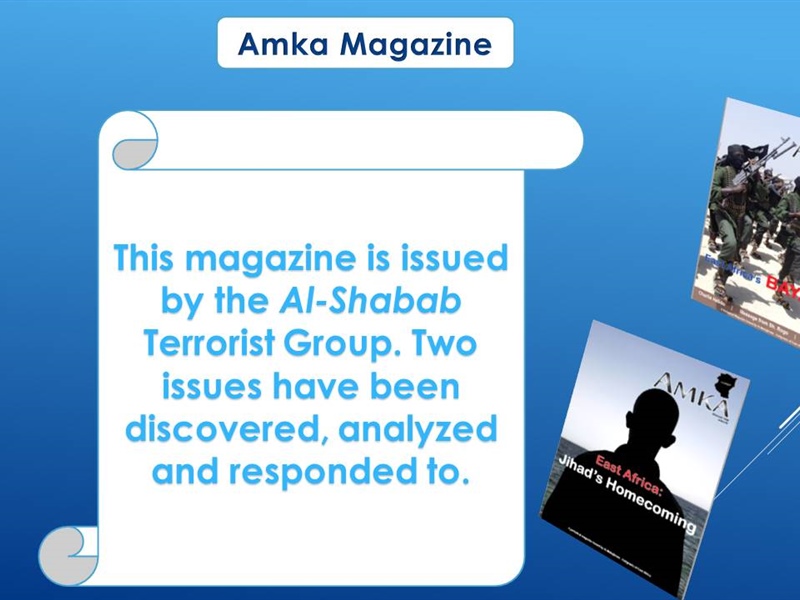 Amka Magazine
This magazine is issued
by the Al-Shabab
Terrorist Group. Two
issues have been
discovered, analyzed
and responded to.
AMKA
East Africa:
Jihad's Homecoming